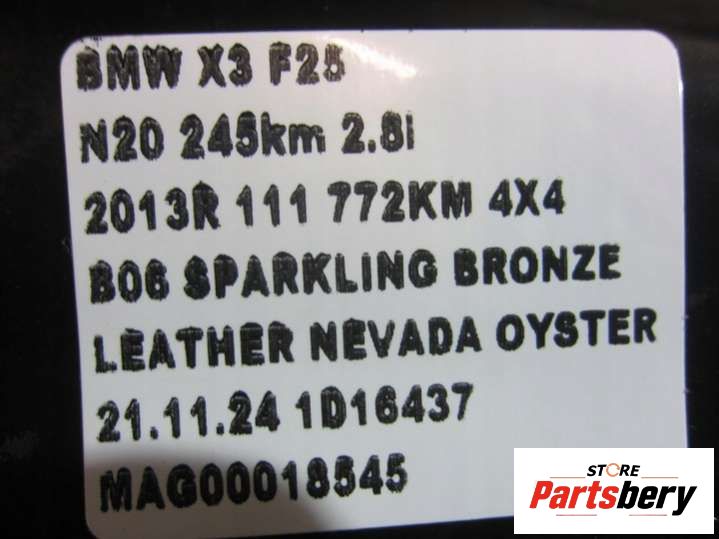 BMW X3 F25
N20 245km 2.8i
2013R 111 772KM 4X4
B06 SPARKLING BRONZE
LEATHER NEVADA OYSTER
21.11.24 1D16437
MAG00018545
STORE
Partsbery